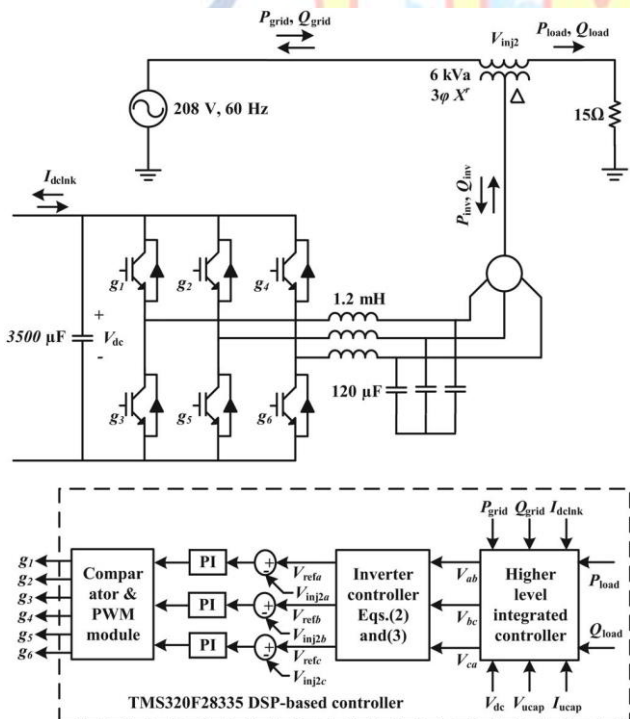 P_grid, Q_grid
V_inj2
P_load, Q_load
6 kVa
3φ X^r
Δ
208 V, 60 Hz
15Ω
I_dclnk
P_inv, Q_inv
g1
g2
g4
1.2 mH
3500 µF
+
V_dc
-
120 µF
g3
g5
g6
P_grid Q_grid I_dclnk
g1
g2
g3
g4
g5
g6
Compar
ator &
PWM
module
PI
+
-
V_refa
V_inj2a
PI
+
-
V_refb
V_inj2b
PI
+
-
V_refc
V_inj2c
Inverter
controller
Eqs.(2)
and(3)
V_ab
V_bc
V_ca
Higher
level
integrated
controller
P_load
Q_load
V_dc V_ucap I_ucap
TMS320F28335 DSP-based controller